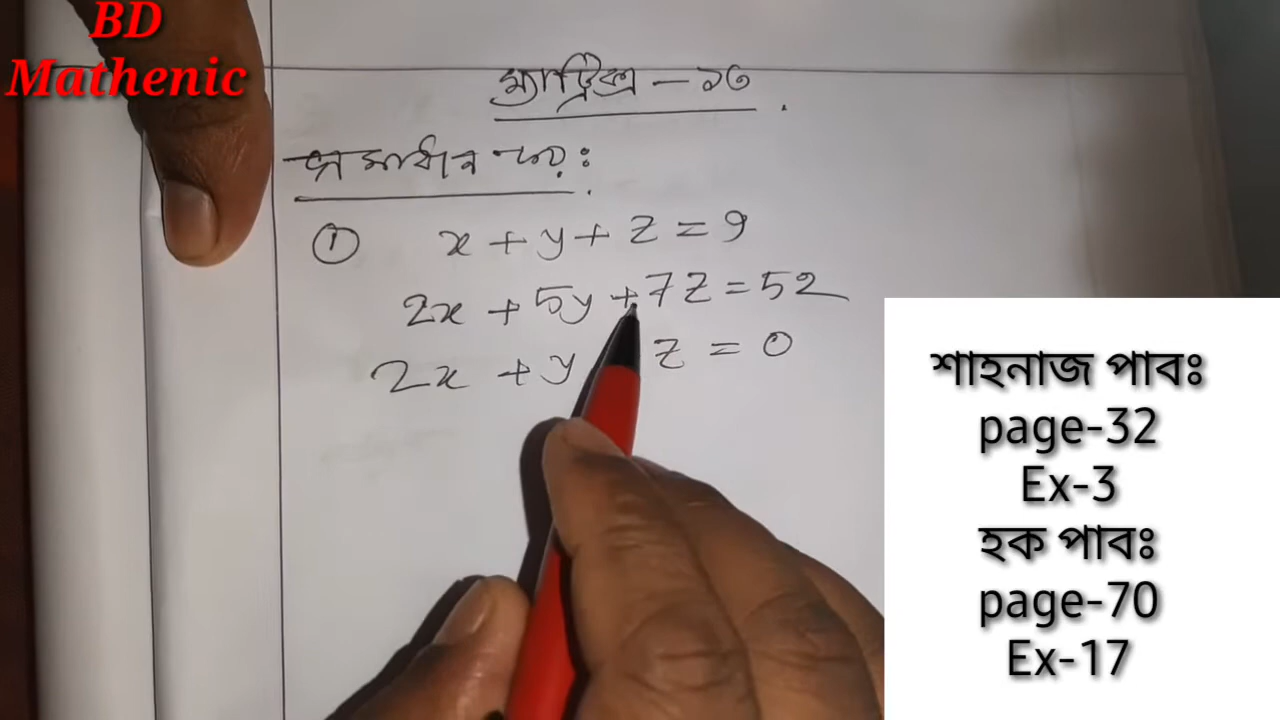 BD
Mathenic
ম্যাট্রিক্স – ১৩
সমাধান কর:
① x + y + z = 9
2x + 5y + 7z = 52
2x + y z = 0
শাহনাজ পাবঃ
page-32
Ex-3
হক পাবঃ
page-70
Ex-17